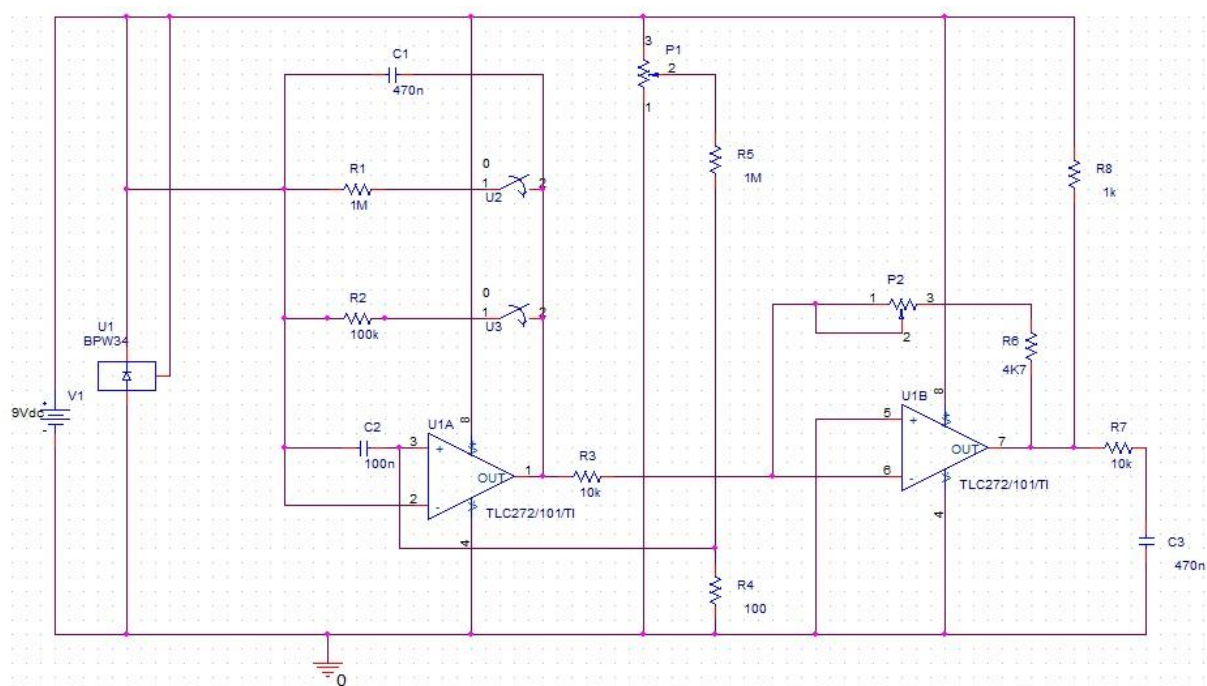 C1
470n
3
P1
2
1
R5
1M
R8
1k
R1
1M
0
1
2
U2
R2
100k
0
1
2
U3
P2
1
3
2
R6
4K7
U1
BPW34
V1
9Vdc
+
-
C2
100n
3
+
U1A
8
OUT
1
2
-
4
TLC272/101/TI
R3
10k
U1B
8
5
+
OUT
7
6
-
4
TLC272/101/TI
R7
10k
C3
470n
R4
100
0